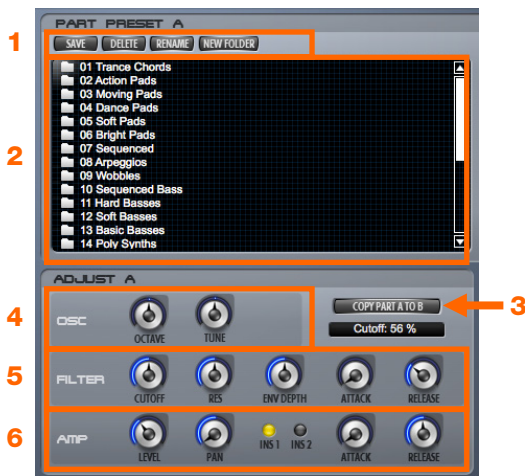 PART PRESET A
1
SAVE DELETE RENAME NEW FOLDER
2
01 Trance Chords
02 Action Pads
03 Moving Pads
04 Dance Pads
05 Soft Pads
06 Bright Pads
07 Sequenced
08 Arpeggios
09 Wobbles
10 Sequenced Bass
11 Hard Basses
12 Soft Basses
13 Basic Basses
14 Poly Synths
ADJUST A
COPY PART A TO B
3
Cutoff: 56 %
4
OSC
OCTAVE TUNE
5
FILTER
CUTOFF RES ENV DEPTH ATTACK RELEASE
6
AMP
LEVEL PAN INS 1 INS 2 ATTACK RELEASE